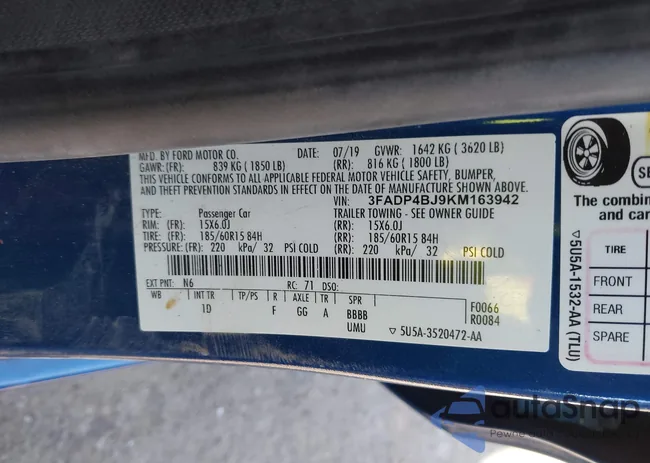 MFD. BY FORD MOTOR CO. DATE: 07/19 GVWR: 1642 KG ( 3620 LB)
GAWR: (FR): 839 KG ( 1850 LB) (RR): 816 KG ( 1800 LB)
THIS VEHICLE CONFORMS TO ALL APPLICABLE FEDERAL MOTOR VEHICLE SAFETY, BUMPER,
AND THEFT PREVENTION STANDARDS IN EFFECT ON THE DATE OF MANUFACTURE SHOWN ABOVE.
VIN: 3FADP4BJ9KM163942
TYPE: Passenger Car TRAILER TOWING - SEE OWNER GUIDE
RIM: (FR): 15X6.0J (RR): 15X6.0J
TIRE: (FR): 185/60R15 84H (RR): 185/60R15 84H
PRESSURE: (FR): 220 kPa/ 32 PSI COLD (RR): 220 kPa/ 32 PSI COLD
EXT PNT: N6 RC: 71 DSO:
WB INT TR TP/PS R AXLE TR SPR F0066
1D F GG A BBBB R0084
UMU ▽ 5U5A-3520472-AA
SE
The combin
and car
▽ 5U5A-1532-AA (TLU)
TIRE
FRONT
REAR
SPARE
autoSnap